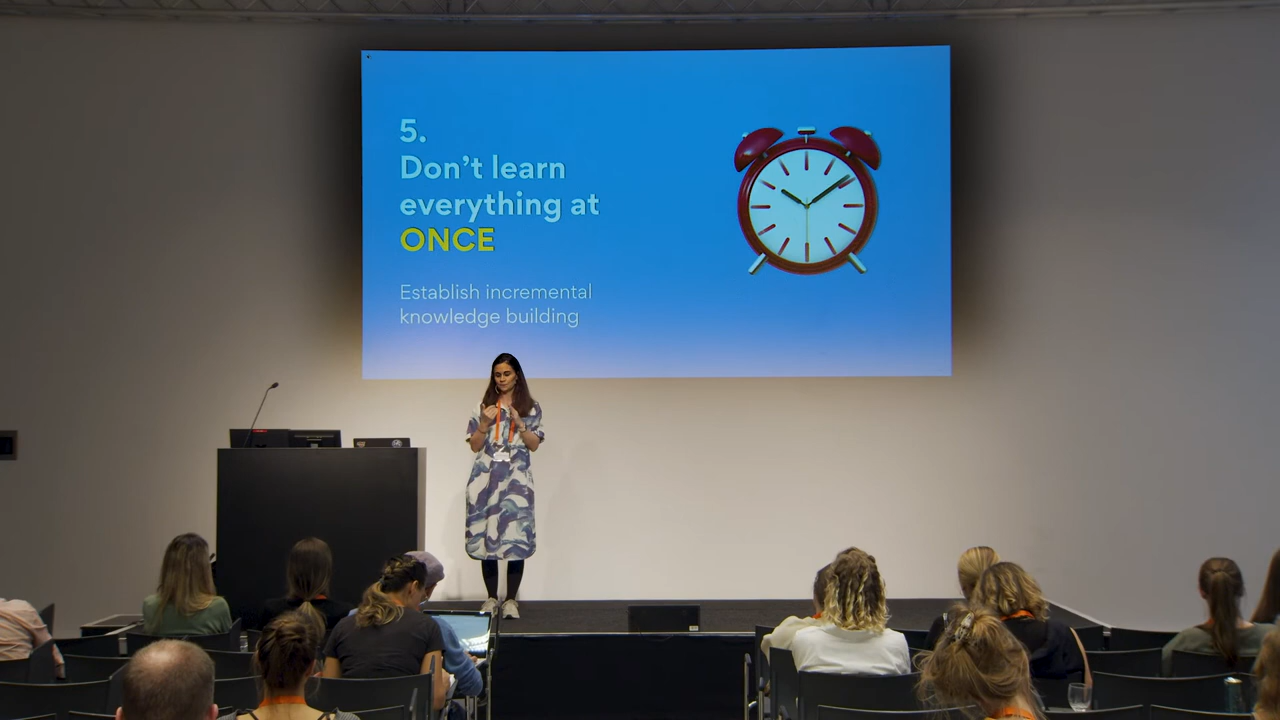 5.
Don't learn
everything at
ONCE
Establish incremental
knowledge building